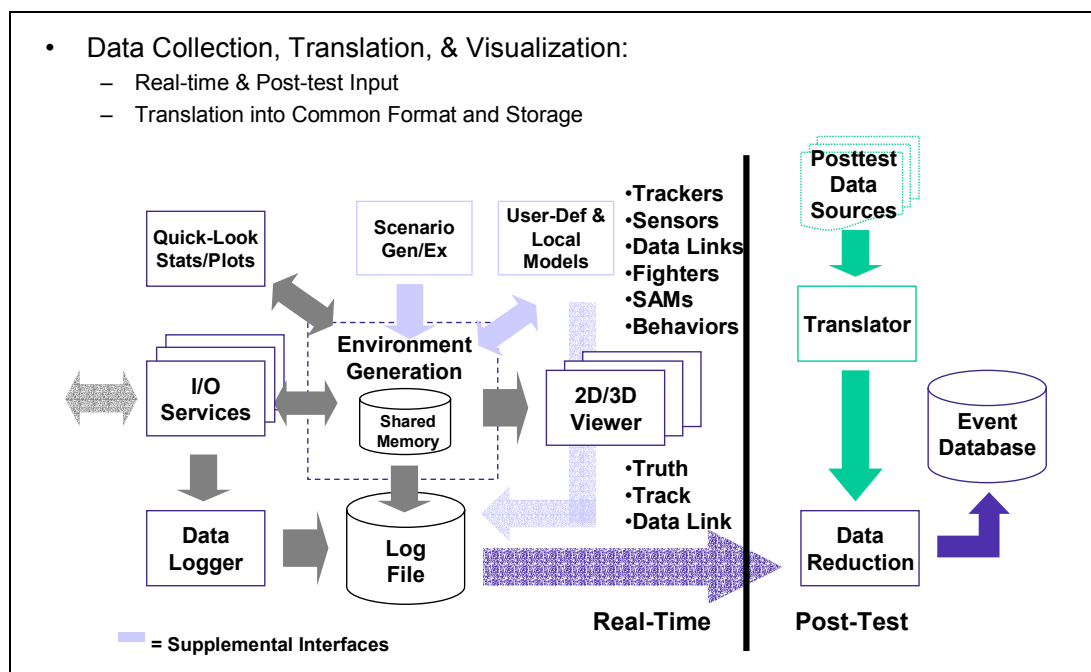 • Data Collection, Translation, & Visualization:
– Real-time & Post-test Input
– Translation into Common Format and Storage
Quick-Look
Stats/Plots
Scenario
Gen/Ex
User-Def &
Local
Models
•Trackers
•Sensors
•Data Links
•Fighters
•SAMs
•Behaviors
Posttest
Data
Sources
Translator
I/O
Services
Environment
Generation
Shared
Memory
2D/3D
Viewer
Event
Database
•Truth
•Track
•Data Link
Data
Logger
Log
File
Data
Reduction
Real-Time
Post-Test
= Supplemental Interfaces